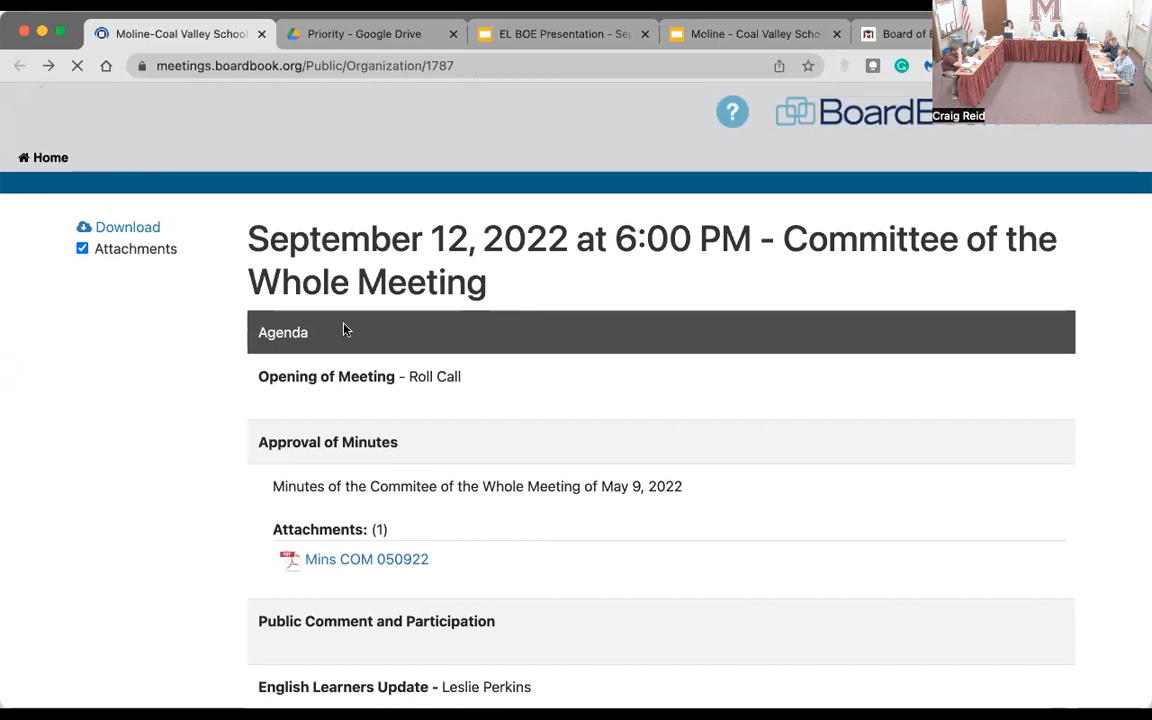 Moline-Coal Valley School
Priority - Google Drive
EL BOE Presentation - Se
Moline - Coal Valley Scho
Board of
meetings.boardbook.org/Public/Organization/1787
M
Craig Reid
?
Board
Home
Download
Attachments
September 12, 2022 at 6:00 PM - Committee of the
Whole Meeting
Agenda
Opening of Meeting - Roll Call
Approval of Minutes
Minutes of the Commitee of the Whole Meeting of May 9, 2022
Attachments: (1)
Mins COM 050922
Public Comment and Participation
English Learners Update - Leslie Perkins